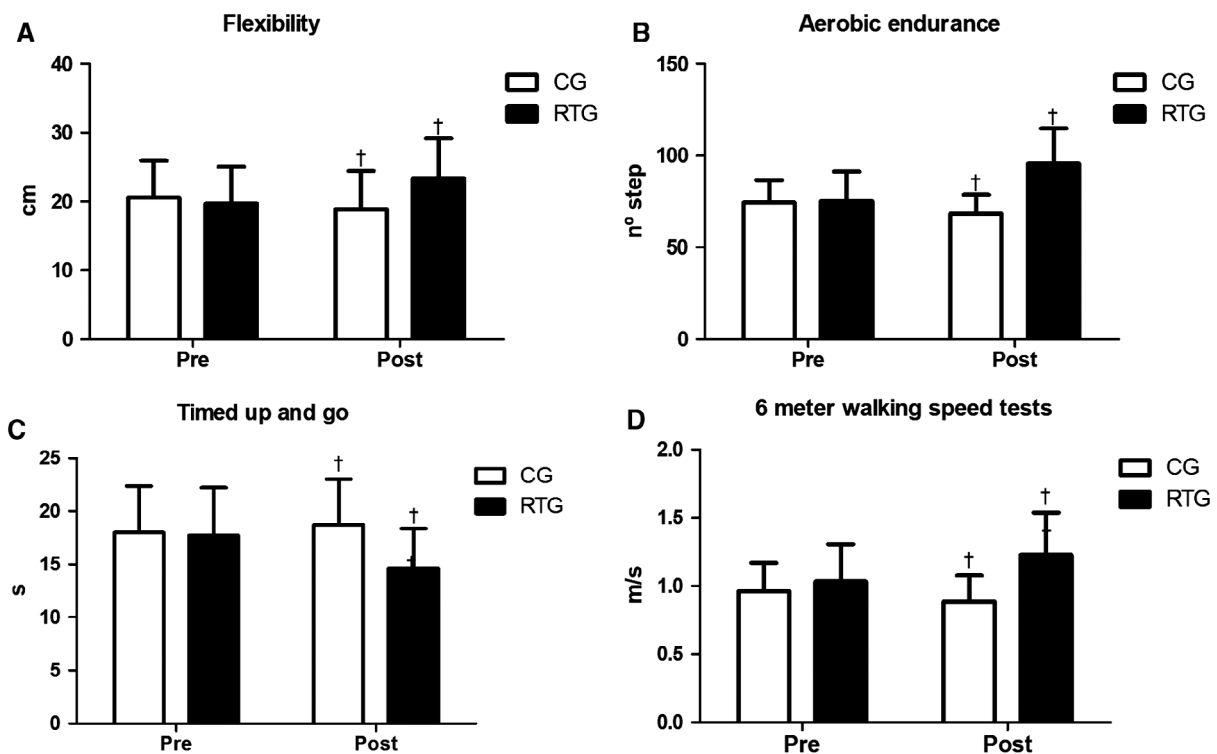 A
Flexibility
40
30
20
10
0
cm
†
†
CG
RTG
Pre
Post
B
Aerobic endurance
150
100
50
0
nº step
†
†
CG
RTG
Pre
Post
C
Timed up and go
25
20
15
10
5
0
s
†
†
CG
RTG
Pre
Post
D
6 meter walking speed tests
2.0
1.5
1.0
0.5
0.0
m/s
†
†
CG
RTG
Pre
Post